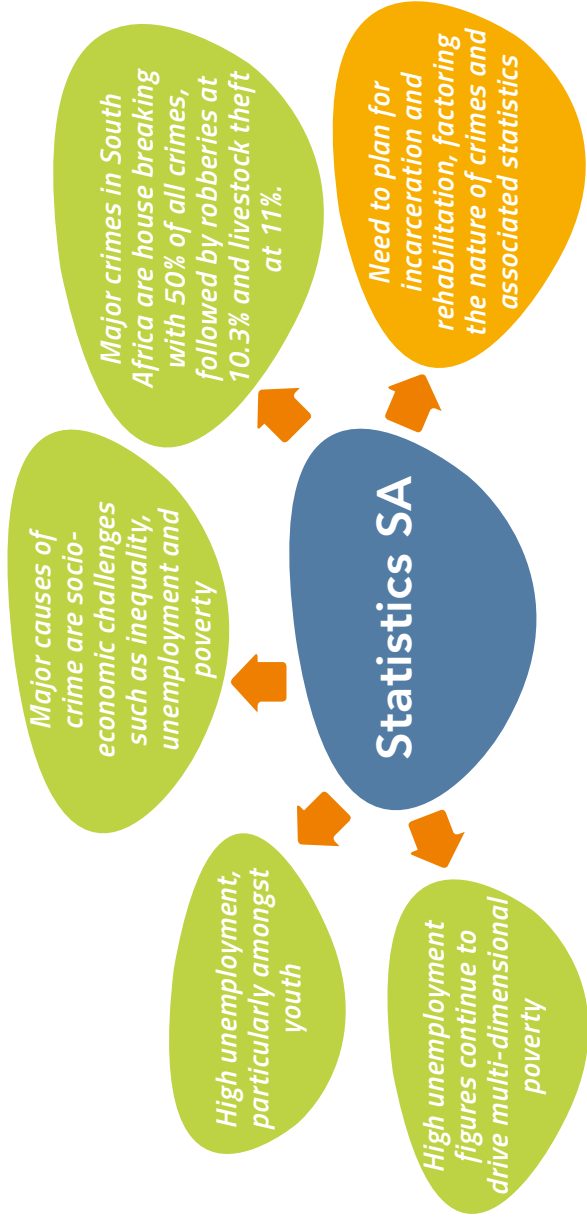 High unemployment
figures continue to
drive multi-dimensional
poverty
High unemployment,
particularly amongst
youth
Major causes of
crime are socio-
economic challenges
such as inequality,
unemployment and
poverty
Major crimes in South
Africa are house breaking
with 50% of all crimes,
followed by robberies at
10.3% and livestock theft
at 11%.
Need to plan for
incarceration and
rehabilitation, factoring
the nature of crimes and
associated statistics
Statistics SA